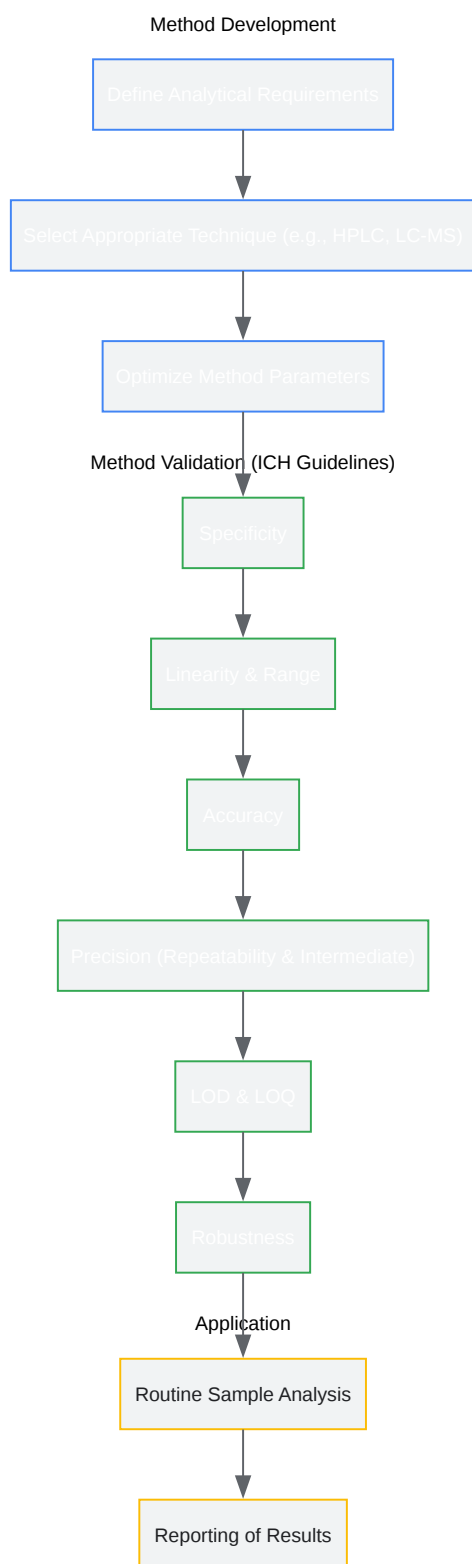 Method Development
Define Analytical Requirements
Select Appropriate Technique (e.g., HPLC, LC-MS)
Optimize Method Parameters
Method Validation (ICH Guidelines)
Specificity
Linearity & Range
Accuracy
Precision (Repeatability & Intermediate)
LOD & LOQ
Robustness
Application
Routine Sample Analysis
Reporting of Results